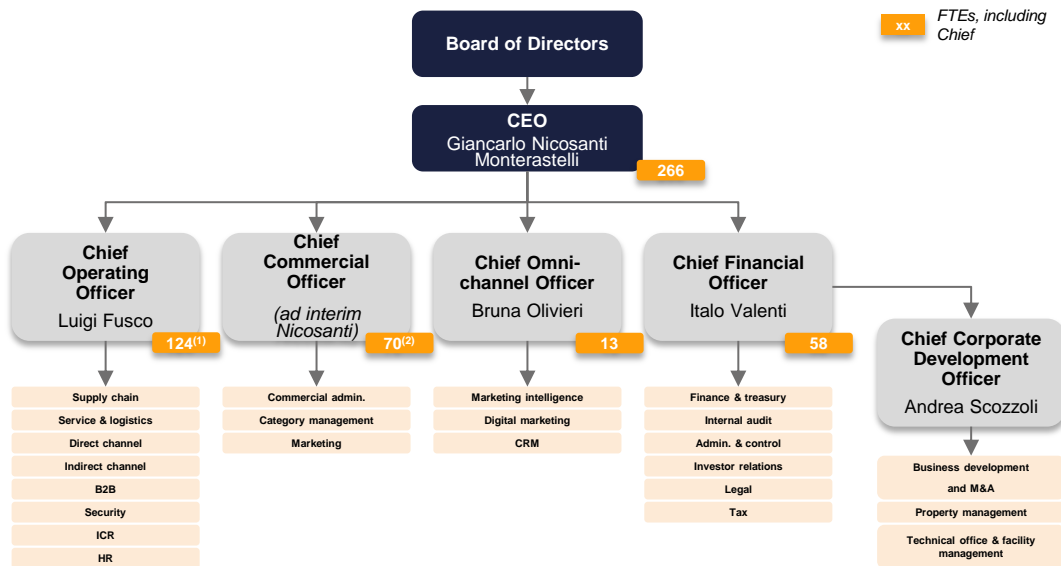 xx
FTEs, including
Chief
Board of Directors
CEO
Giancarlo Nicosanti
Monterastelli
266
Chief
Operating
Officer
Luigi Fusco
124(1)
Chief
Commercial
Officer
(ad interim
Nicosanti)
70(2)
Chief Omni-
channel Officer
Bruna Olivieri
13
Chief Financial
Officer
Italo Valenti
58
Chief Corporate
Development
Officer
Andrea Scozzoli
Supply chain
Service & logistics
Direct channel
Indirect channel
B2B
Security
ICR
HR
Commercial admin.
Category management
Marketing
Marketing intelligence
Digital marketing
CRM
Finance & treasury
Internal audit
Admin. & control
Investor relations
Legal
Tax
Business development
and M&A
Property management
Technical office & facility
management